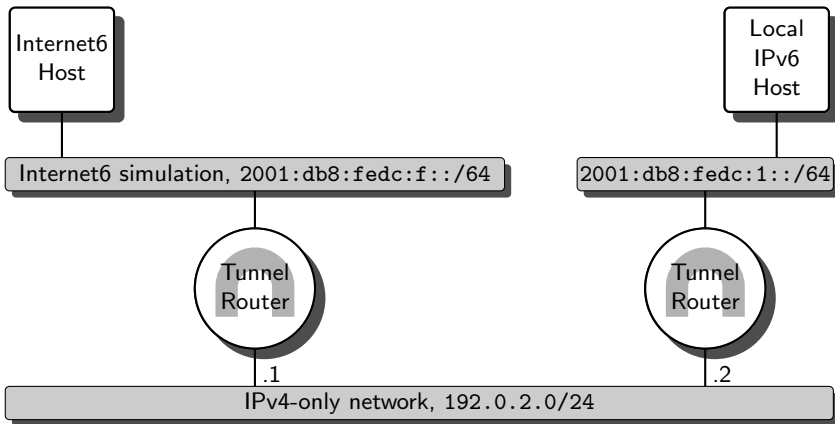 Internet6
Host
Local
IPv6
Host
Internet6 simulation, 2001:db8:fedc:f::/64
2001:db8:fedc:1::/64
Tunnel
Router
Tunnel
Router
.1
.2
IPv4-only network, 192.0.2.0/24